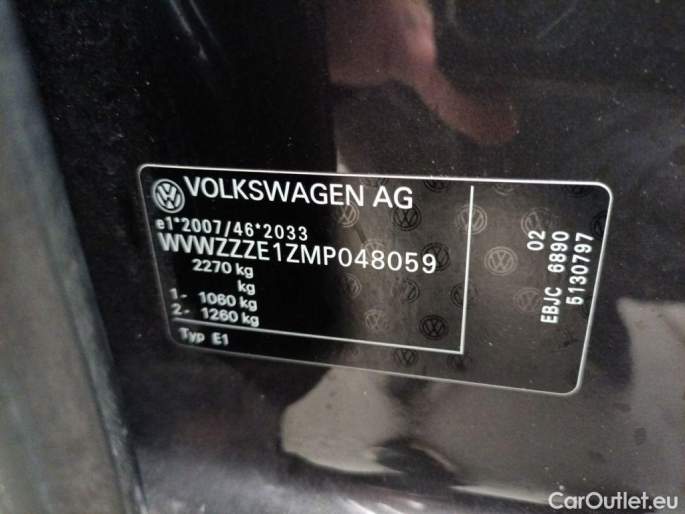 VOLKSWAGEN AG
e1*2007/46*2033
WVWZZZE1ZMP048059
2270 kg
kg
1- 1060 kg
2- 1260 kg
Typ E1
02
EBJC 6890
5130797
CarOutlet.eu